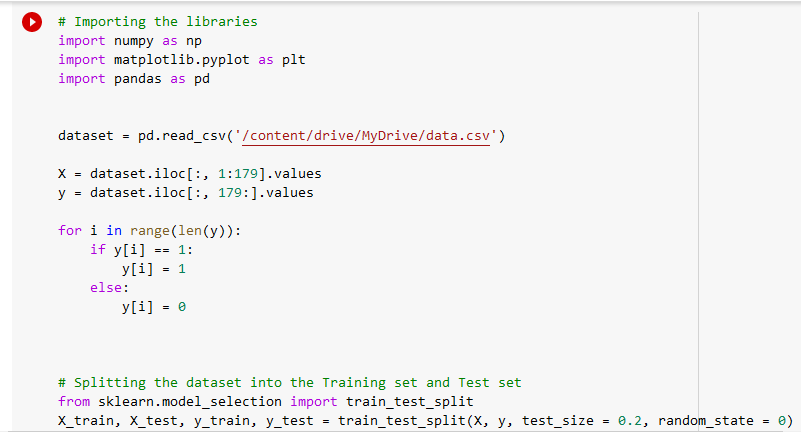 # Importing the libraries
import numpy as np
import matplotlib.pyplot as plt
import pandas as pd
dataset = pd.read_csv('/content/drive/MyDrive/data.csv')
X = dataset.iloc[:, 1:179].values
y = dataset.iloc[:, 179:].values
for i in range(len(y)):
    if y[i] == 1:
        y[i] = 1
    else:
        y[i] = 0
# Splitting the dataset into the Training set and Test set
from sklearn.model_selection import train_test_split
X_train, X_test, y_train, y_test = train_test_split(X, y, test_size = 0.2, random_state = 0)